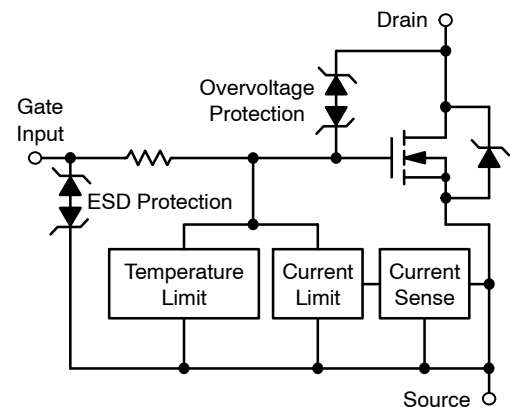 Drain
Overvoltage
Protection
Gate
Input
ESD Protection
Temperature
Limit
Current
Limit
Current
Sense
Source